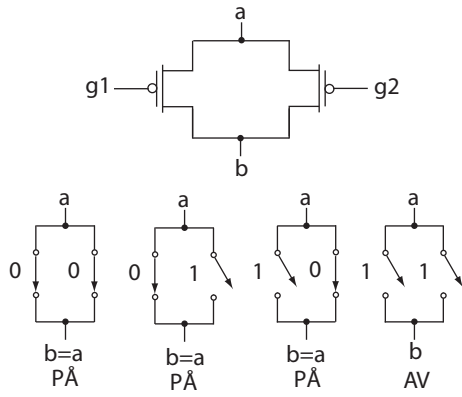 a
g1 g2
b
a a a a
0 0 0 1 1 0 1 1
b=a b=a b=a b
PÅ PÅ PÅ AV